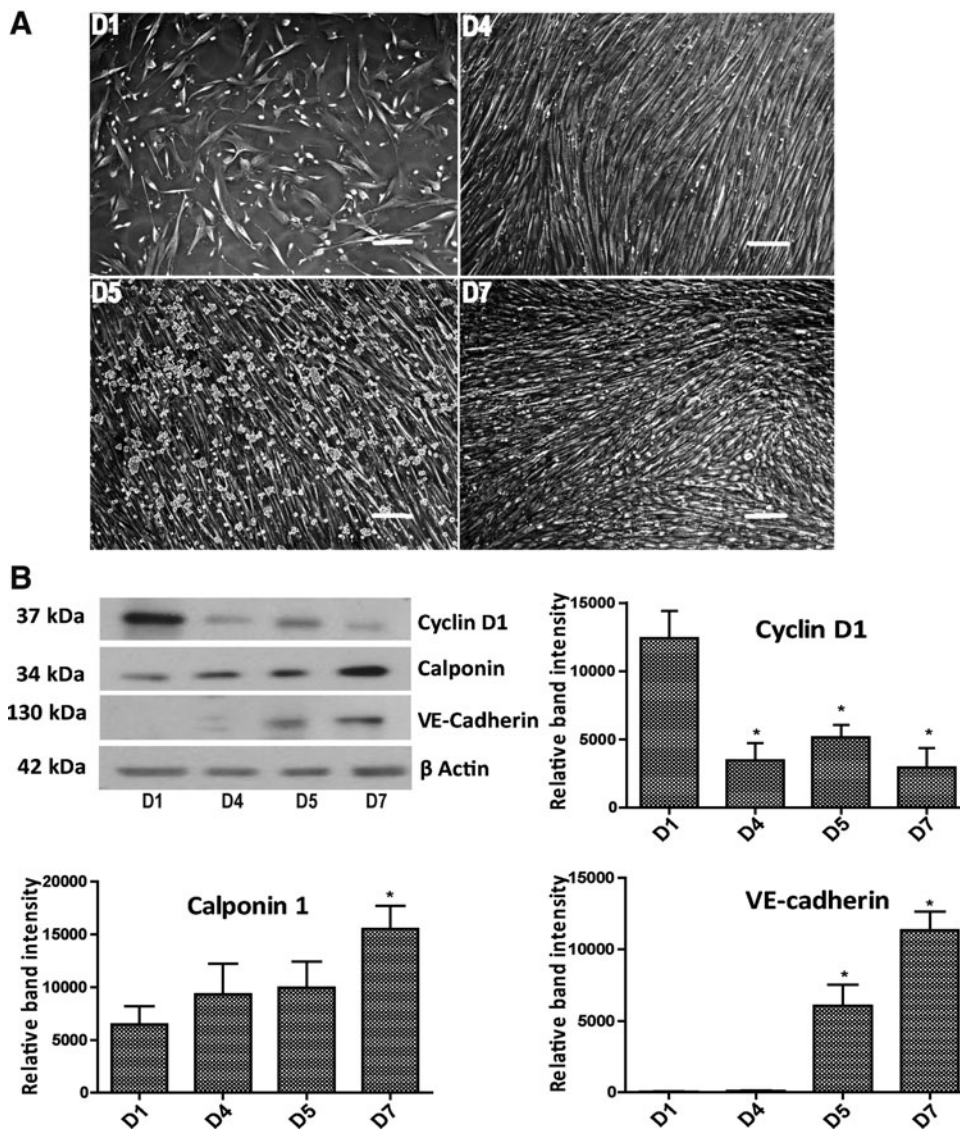 A
D1
D4
D5
D7
B
37 kDa
Cyclin D1
34 kDa
Calponin
130 kDa
VE-Cadherin
42 kDa
β Actin
D1 D4 D5 D7
Cyclin D1
Relative band intensity
15000
10000
5000
0
*
*
*
D1 D4 D5 D7
Calponin 1
Relative band intensity
20000
15000
10000
5000
0
*
D1 D4 D5 D7
VE-cadherin
Relative band intensity
15000
10000
5000
0
*
*
D1 D4 D5 D7